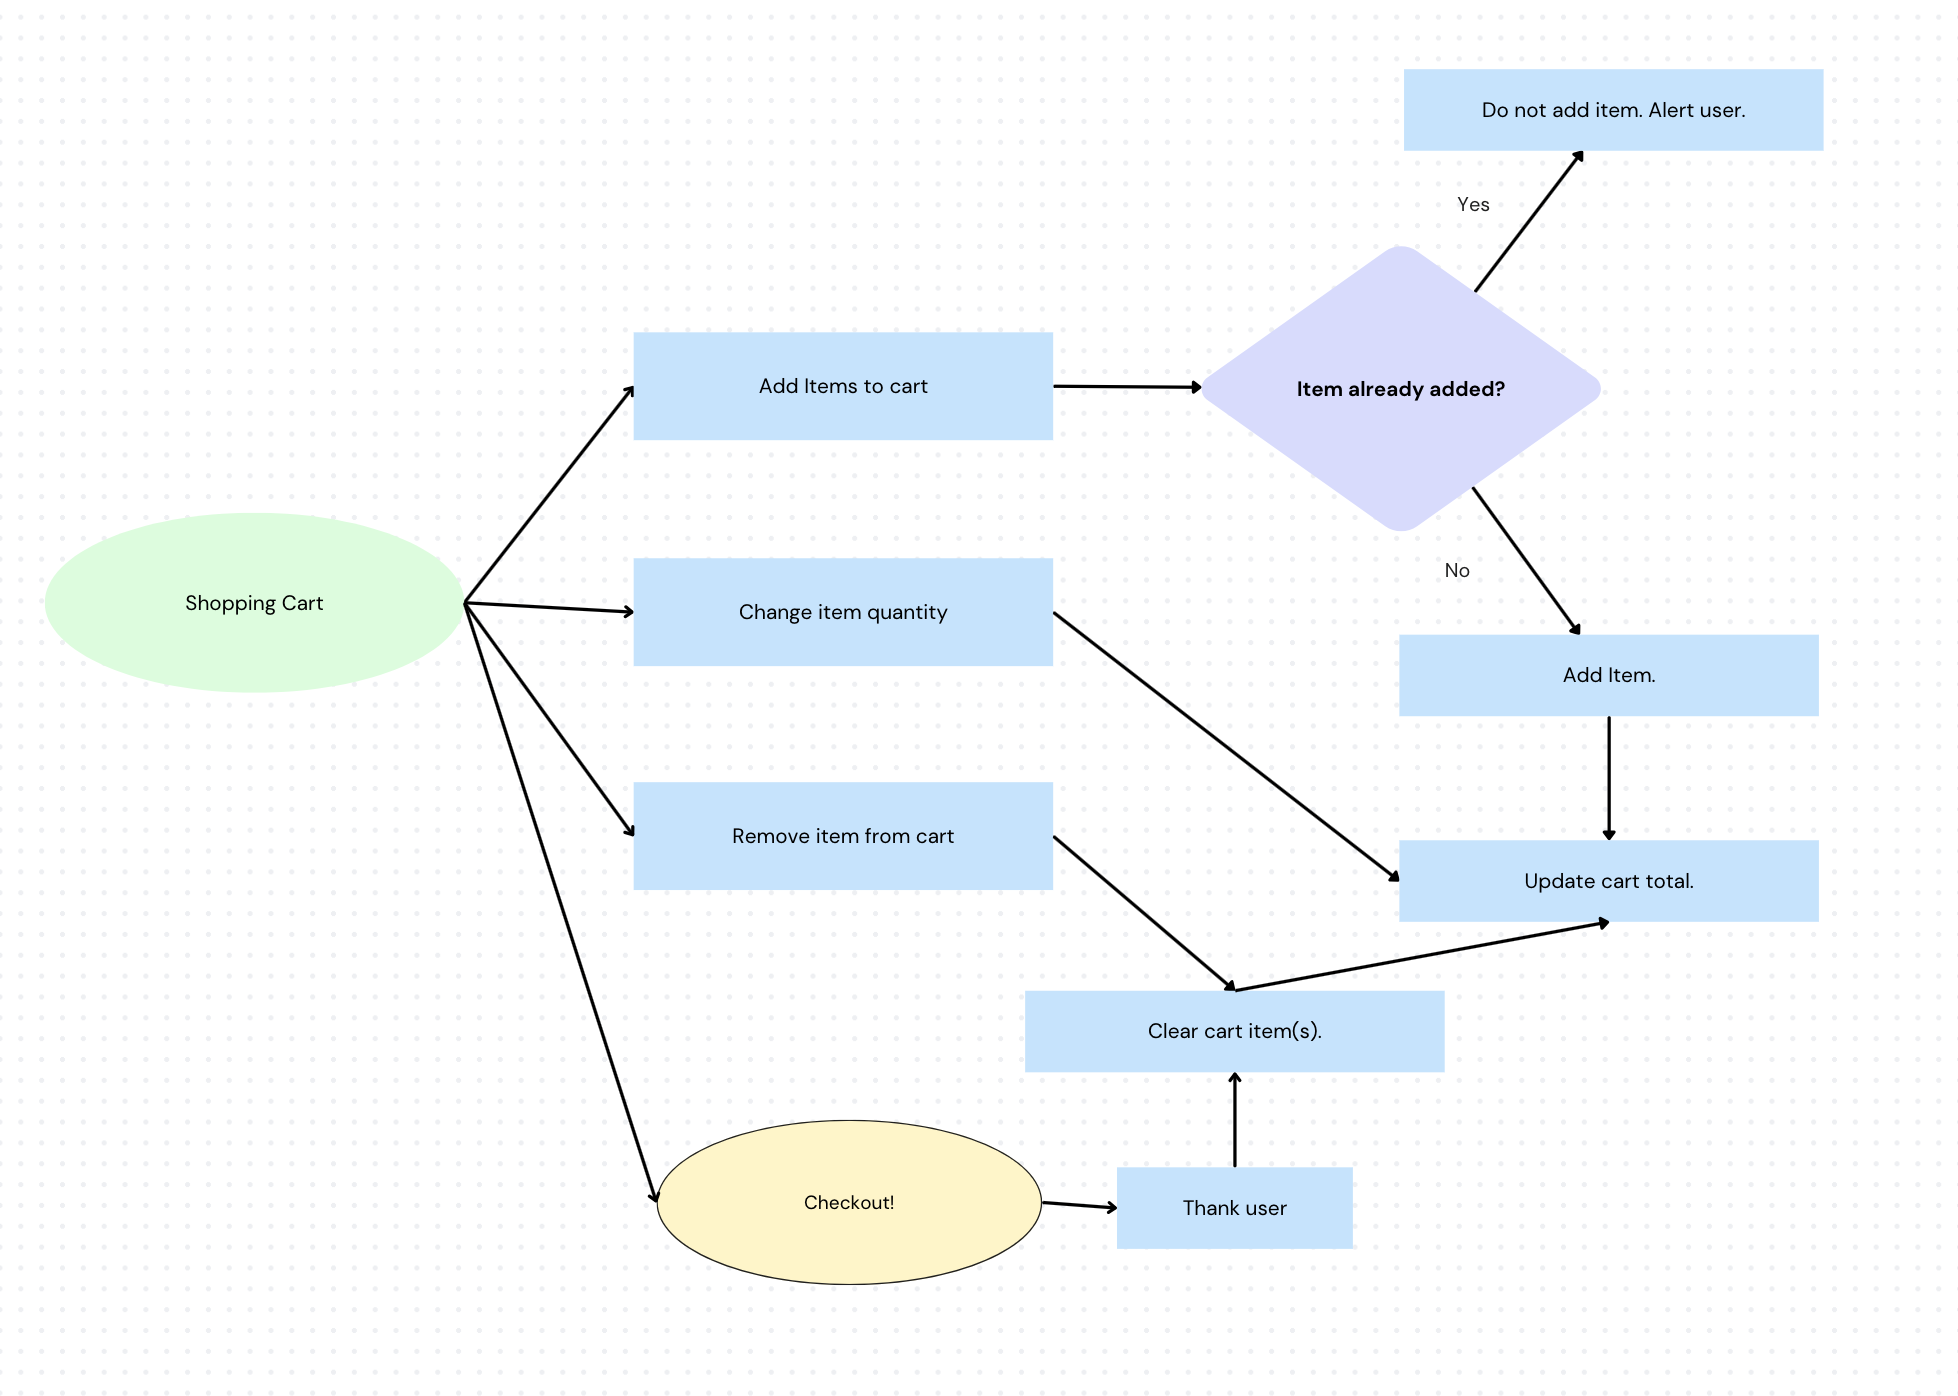 Do not add item. Alert user.
Yes
Add Items to cart
Item already added?
No
Shopping Cart
Change item quantity
Add Item.
Remove item from cart
Update cart total.
Clear cart item(s).
Checkout!
Thank user